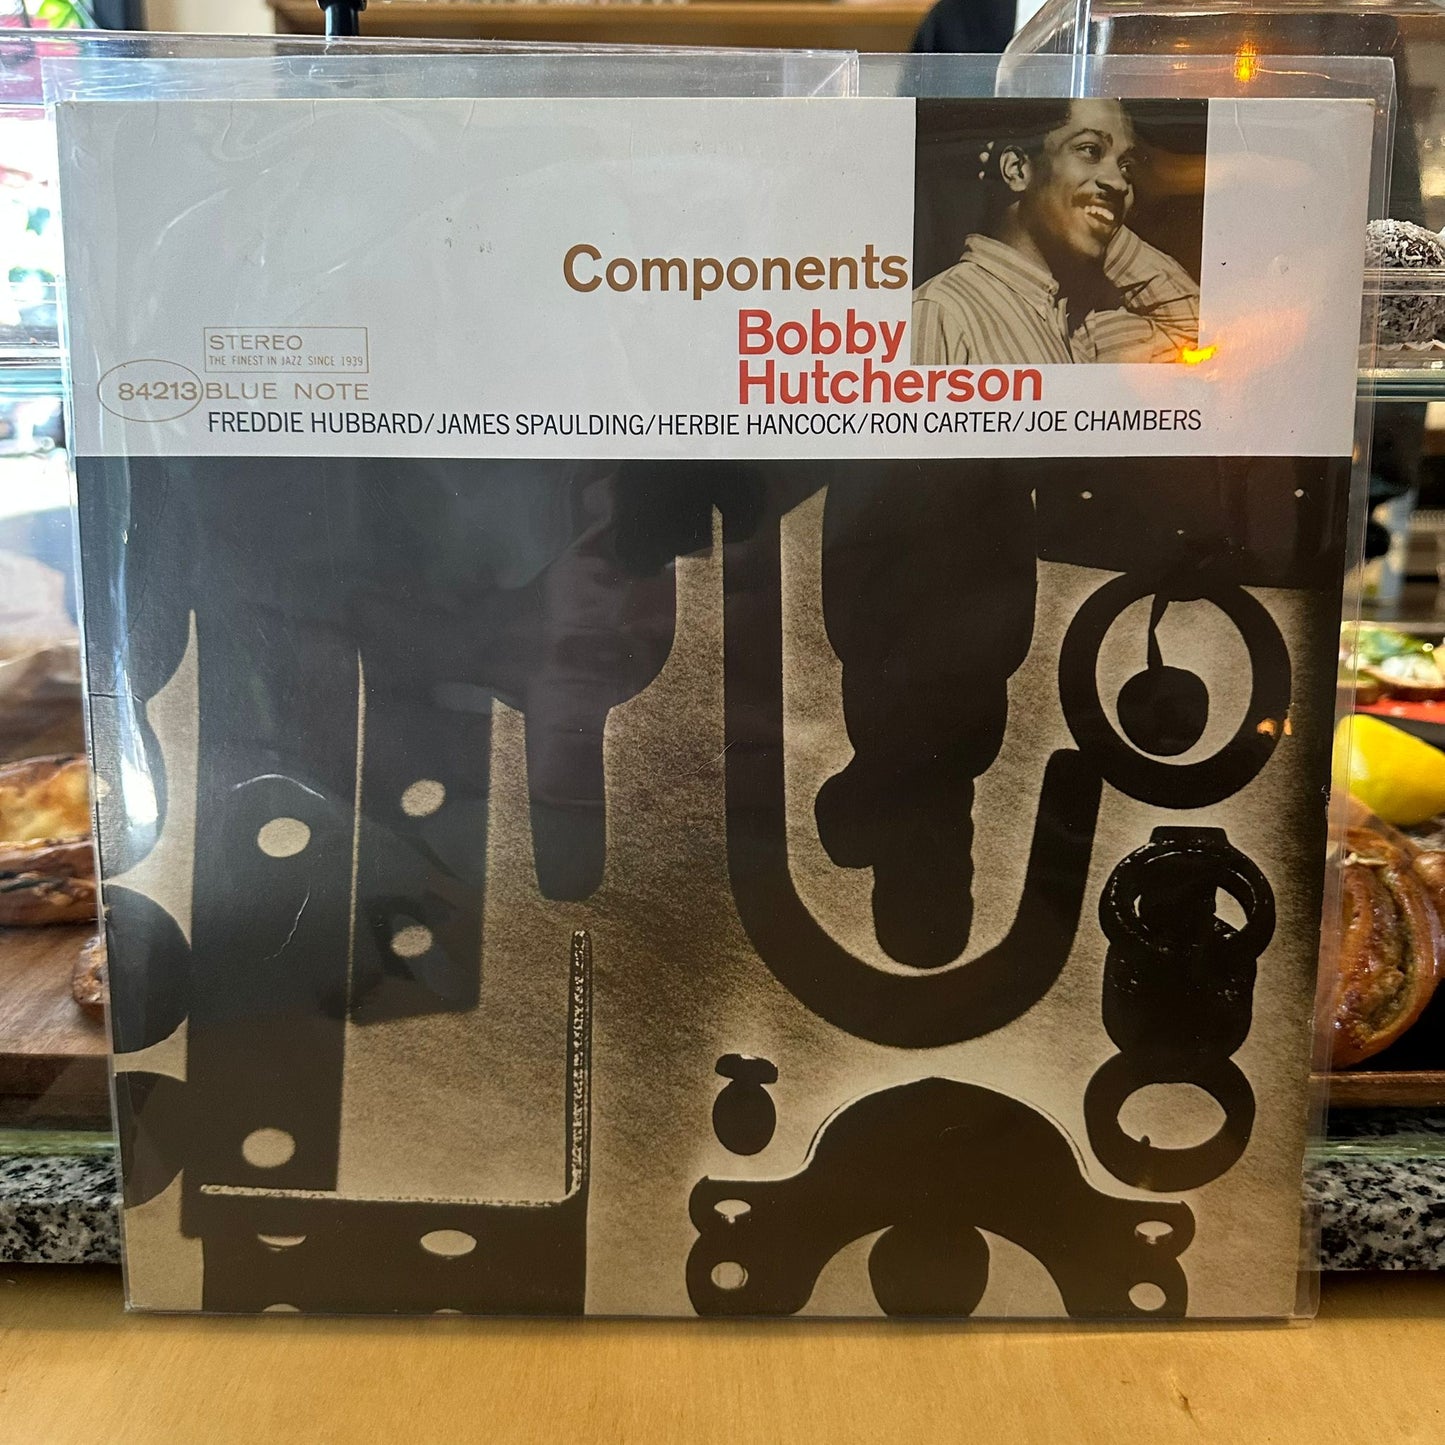 Components
Bobby
Hutcherson
STEREO
THE FINEST IN JAZZ SINCE 1939
84213 BLUE NOTE
FREDDIE HUBBARD/JAMES SPAULDING/HERBIE HANCOCK/RON CARTER/JOE CHAMBERS